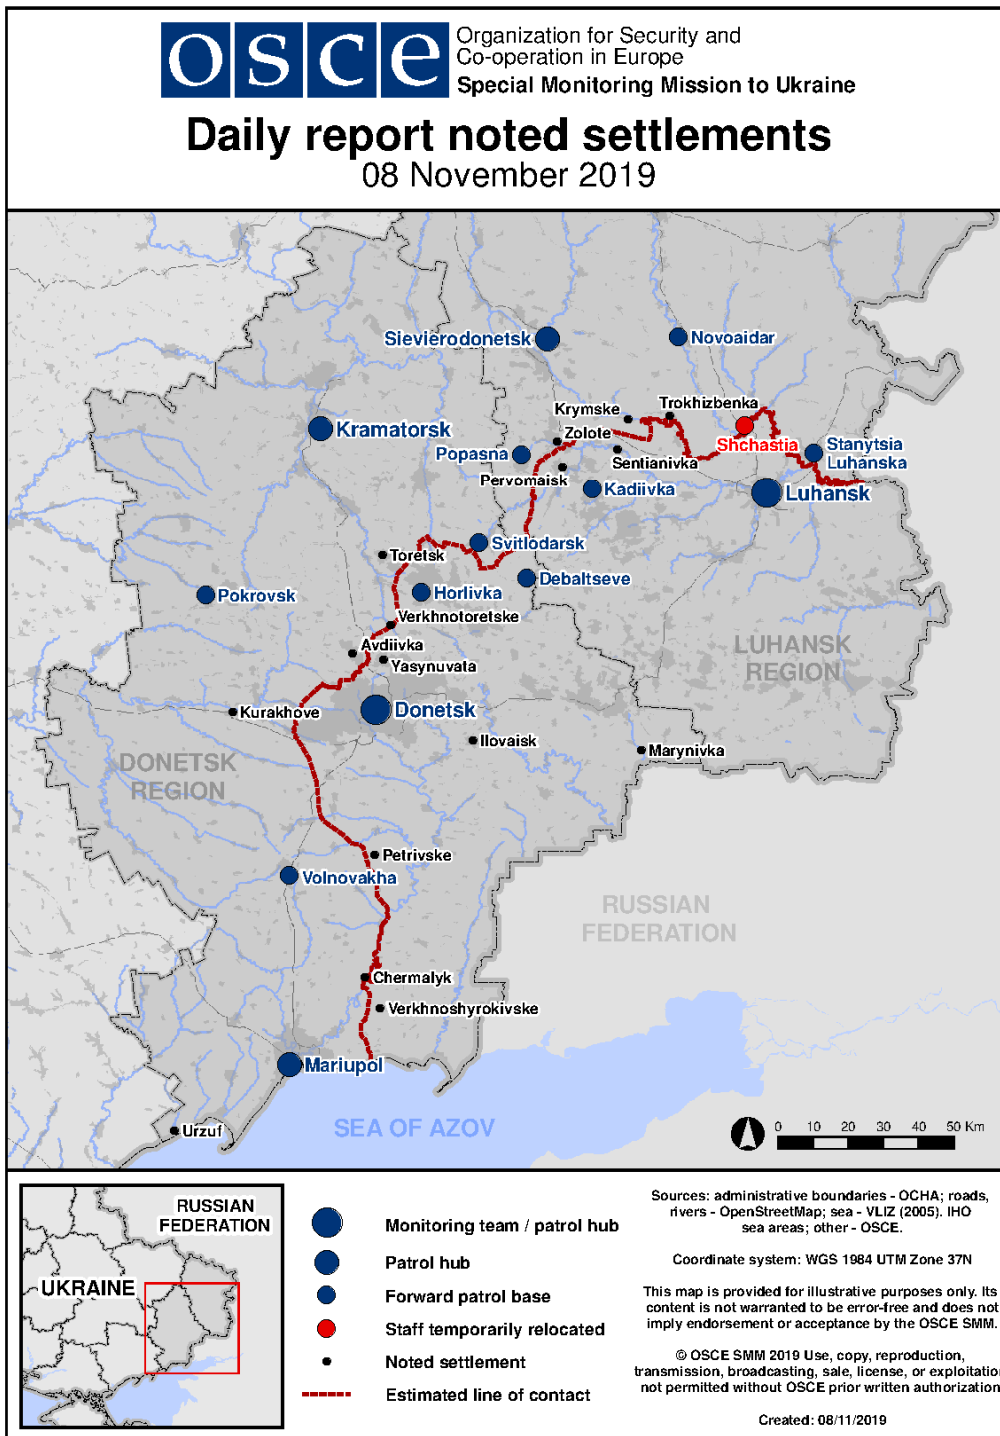 osce
Organization for Security and
Co-operation in Europe
Special Monitoring Mission to Ukraine
Daily report noted settlements
08 November 2019
Sievierodonetsk
Novoaidar
Trokhizbenka
Krymske
Kramatorsk
Zolote
Shchastia
Stanytsia
Luhanska
Popasna
Sentianivka
Pervomaisk
Kadiivka
Luhansk
Svitlodarsk
Toretsk
Debaltseve
Horlivka
Pokrovsk
Verkhnotoretske
Avdiivka
Yasynuvata
LUHANSK
REGION
Kurakhove
Donetsk
Ilovaisk
Marynivka
DONETSK
REGION
Petrivske
Volnovakha
RUSSIAN
FEDERATION
Chermalyk
Verkhnoshyrokivske
Mariupol
Urzuf
SEA OF AZOV
0 10 20 30 40 50 Km
RUSSIAN
FEDERATION
UKRAINE
Monitoring team / patrol hub
Patrol hub
Forward patrol base
Staff temporarily relocated
Noted settlement
Estimated line of contact
Sources: administrative boundaries - OCHA; roads,
rivers - OpenStreetMap; sea - VLIZ (2005). IHO
sea areas; other - OSCE.
Coordinate system: WGS 1984 UTM Zone 37N
This map is provided for illustrative purposes only. Its
content is not warranted to be error-free and does not
imply endorsement or acceptance by the OSCE SMM.
© OSCE SMM 2019 Use, copy, reproduction,
transmission, broadcasting, sale, license, or exploitation
not permitted without OSCE prior written authorization
Created: 08/11/2019